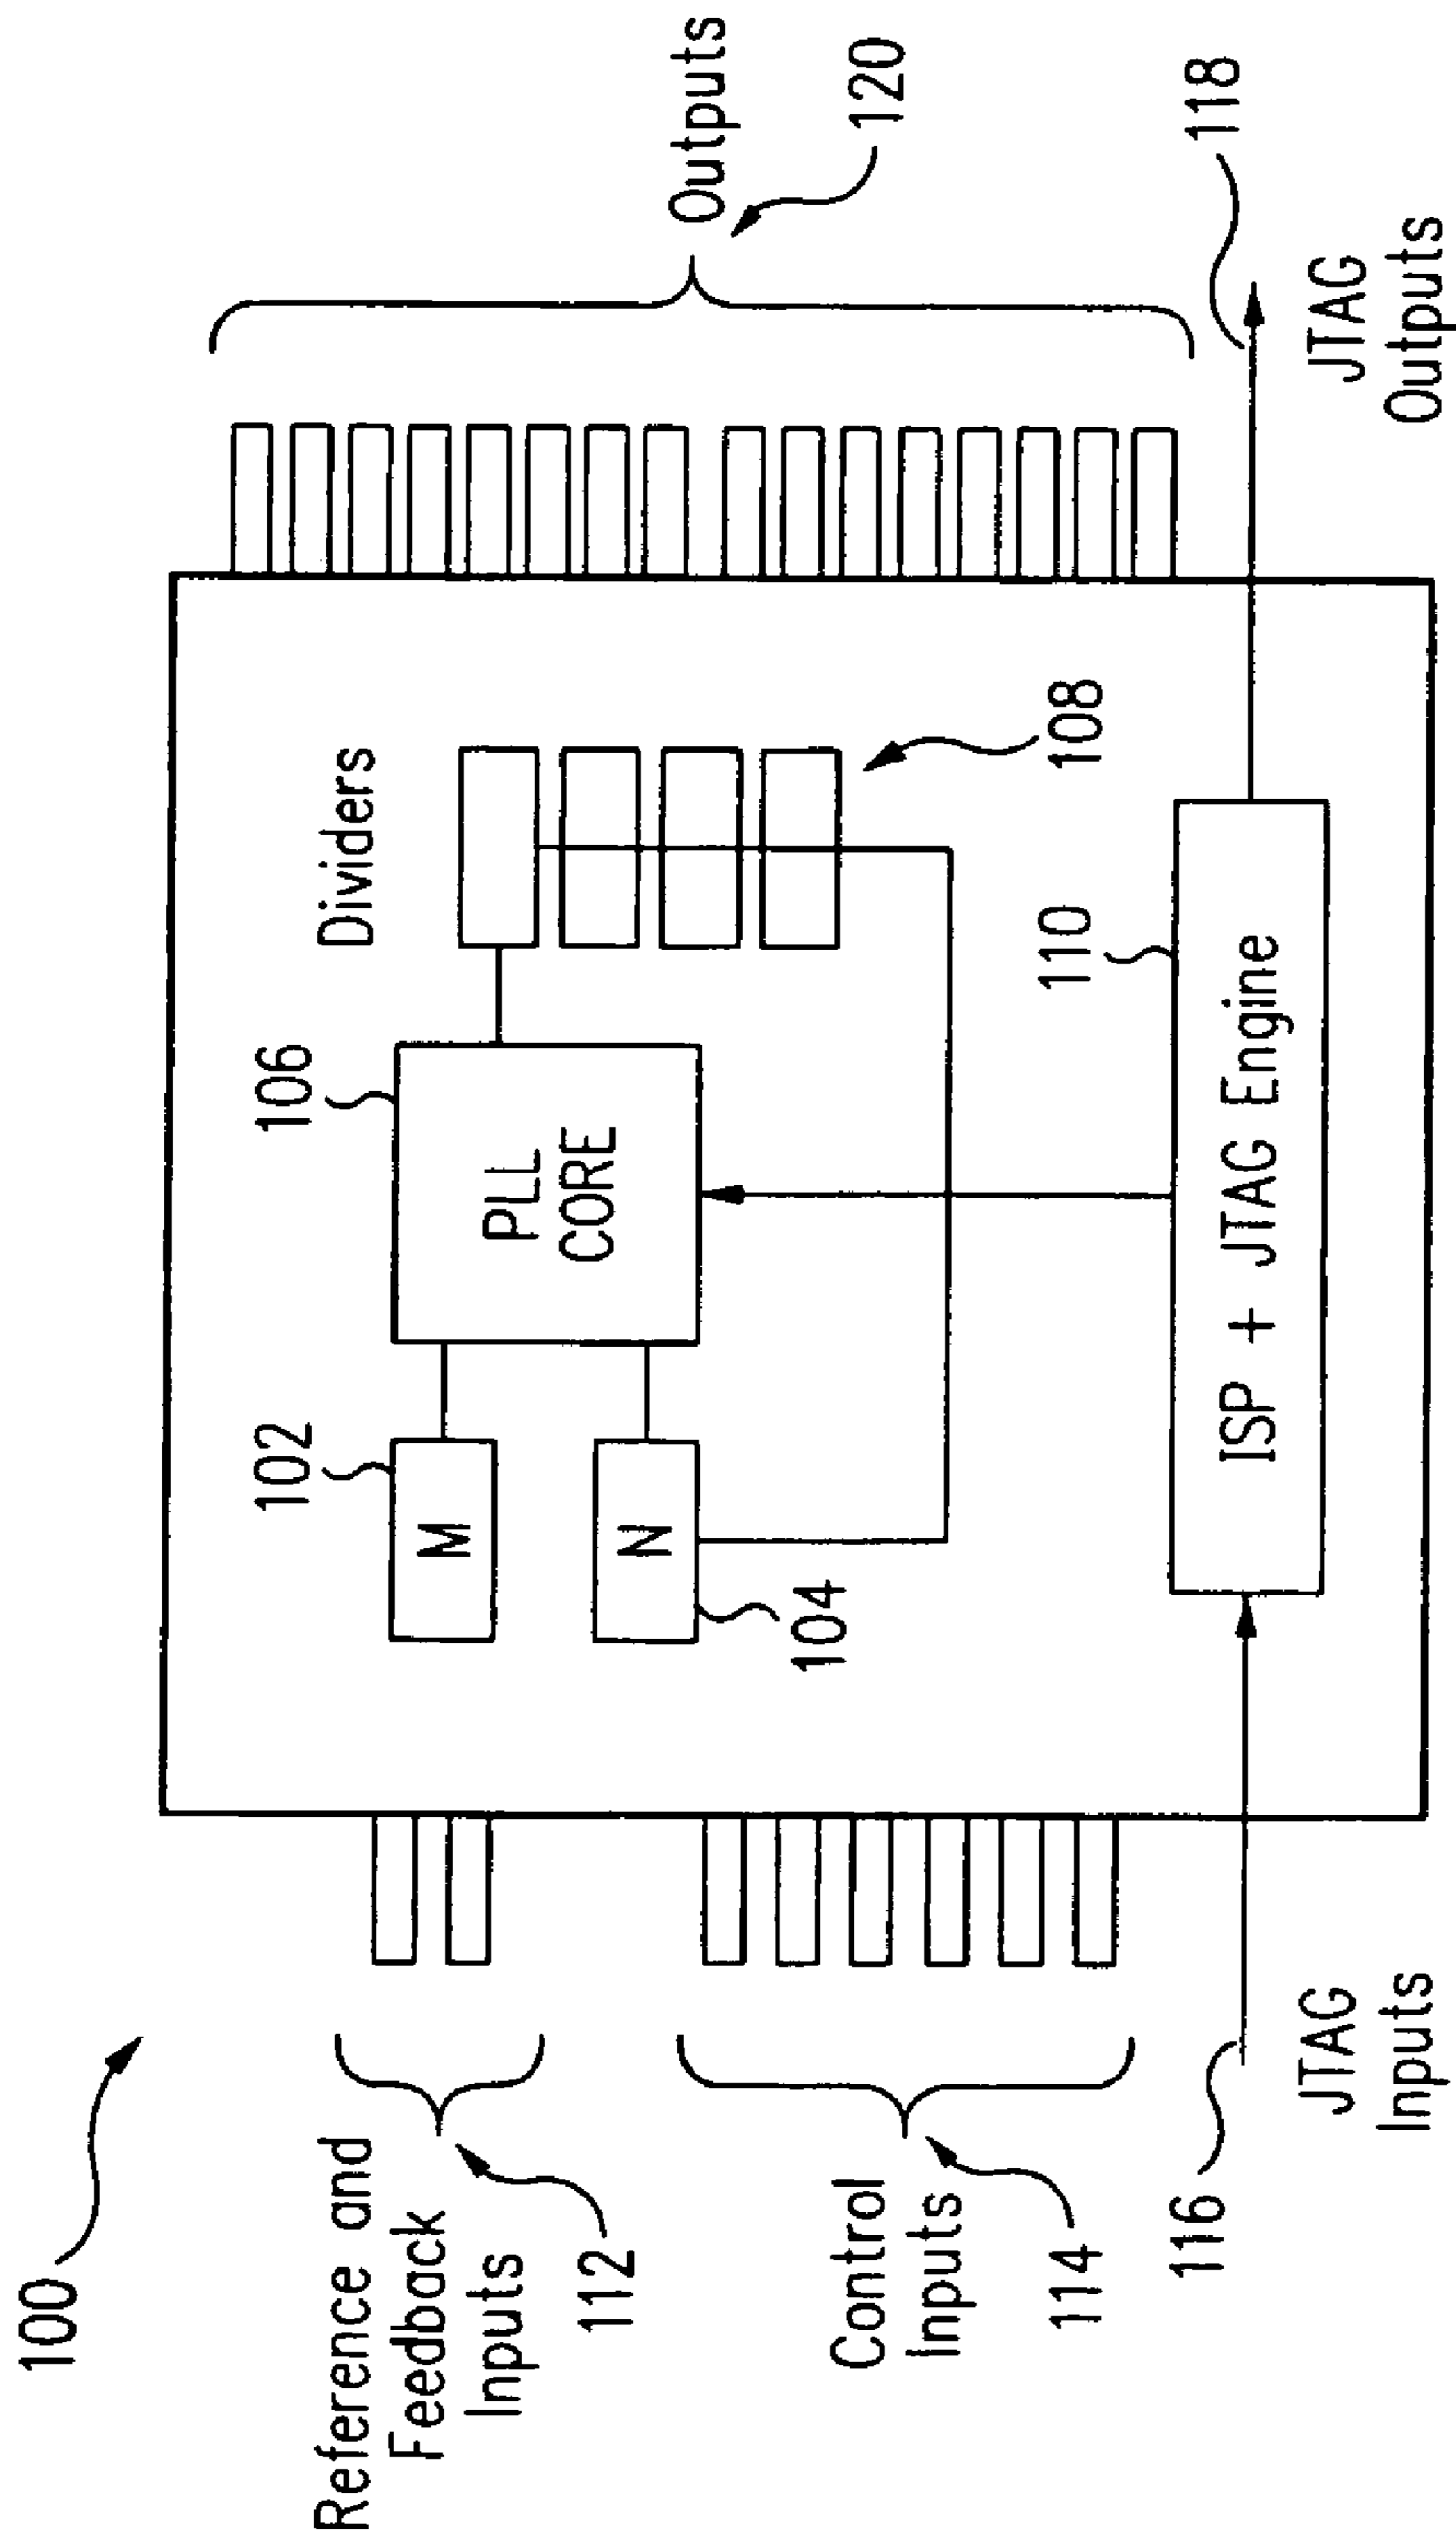 100
Reference and
Feedback
Inputs
112
Control
Inputs
114
116
JTAG
Inputs
102
M
N
104
106
PLL
CORE
Dividers
108
110
ISP + JTAG Engine
Outputs
120
118
JTAG
Outputs